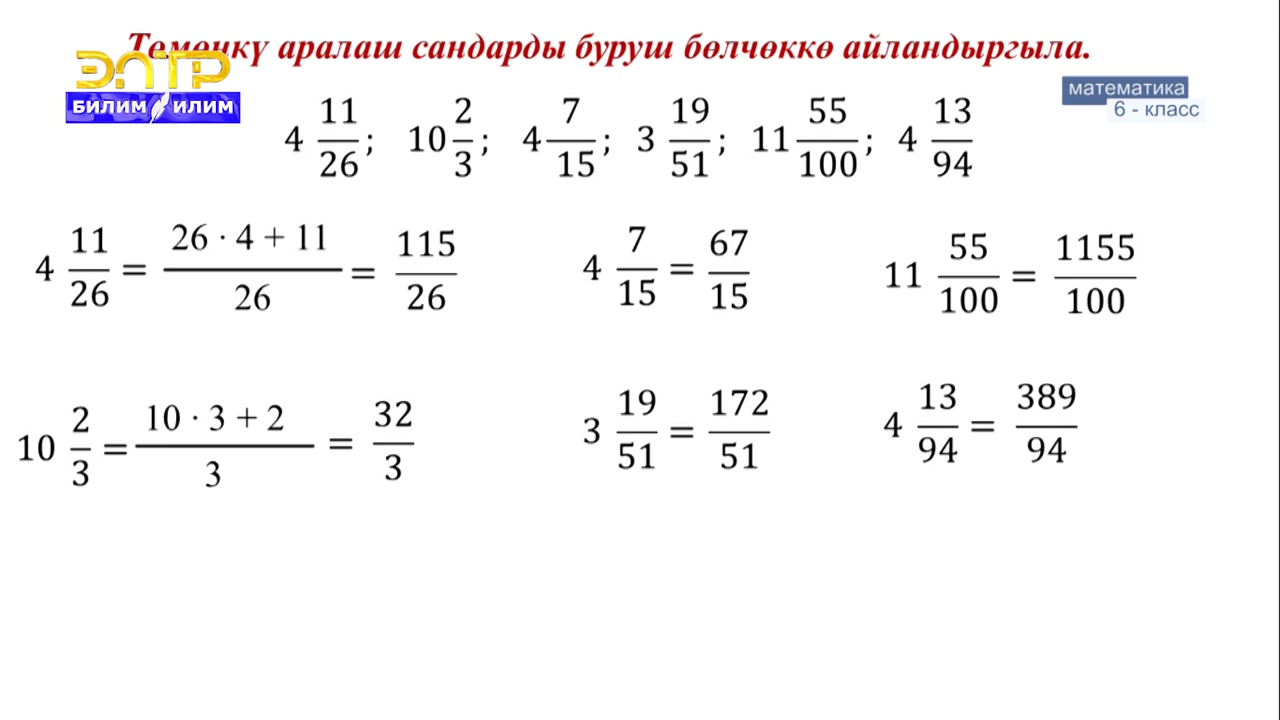 Төмөнкү аралаш сандарды буруш бөлчөккө айландыргыла.
ЭЛТР
БИЛИМ ИЛИМ
математика
6 - класс
4 11/26; 10 2/3; 4 7/15; 3 19/51; 11 55/100; 4 13/94
4 11/26 = (26 · 4 + 11)/26 = 115/26
4 7/15 = 67/15
11 55/100 = 1155/100
10 2/3 = (10 · 3 + 2)/3 = 32/3
3 19/51 = 172/51
4 13/94 = 389/94